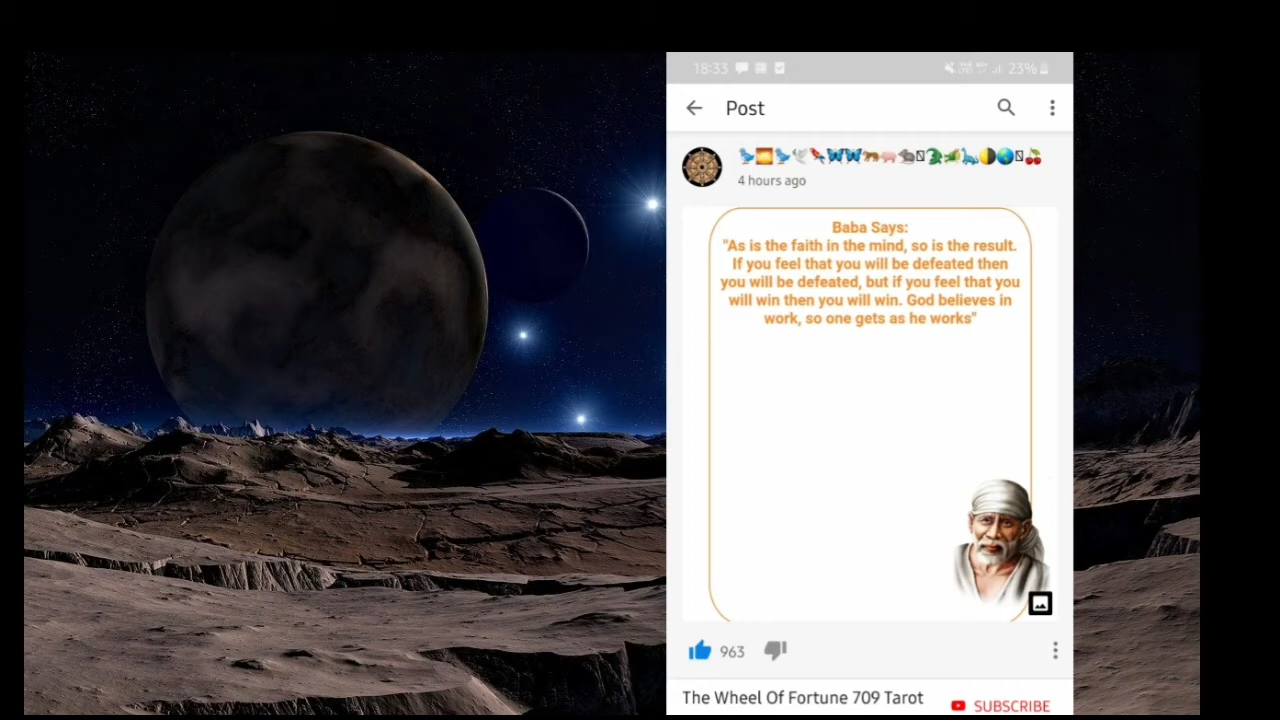 18:33 23%
Post
4 hours ago
Baba Says:
"As is the faith in the mind, so is the result.
If you feel that you will be defeated then
you will be defeated, but if you feel that you
will win then you will win. God believes in
work, so one gets as he works"
963
The Wheel Of Fortune 709 Tarot
SUBSCRIBE